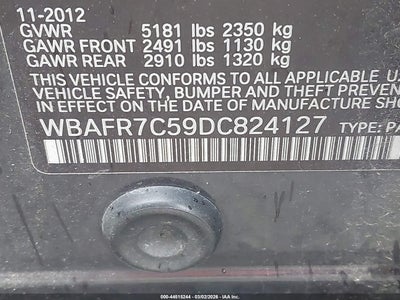 11-2012
GVWR 5181 lbs 2350 kg
GAWR FRONT 2491 lbs 1130 kg
GAWR REAR 2910 lbs 1320 kg
THIS VEHICLE CONFORMS TO ALL APPLICABLE U
VEHICLE SAFETY, BUMPER AND THEFT PREVEN
IN EFFECT ON THE DATE OF MANUFACTURE SHO
WBAFR7C59DC824127 TYPE: PA
000-44615244 - 03/02/2026 - IAA Inc.